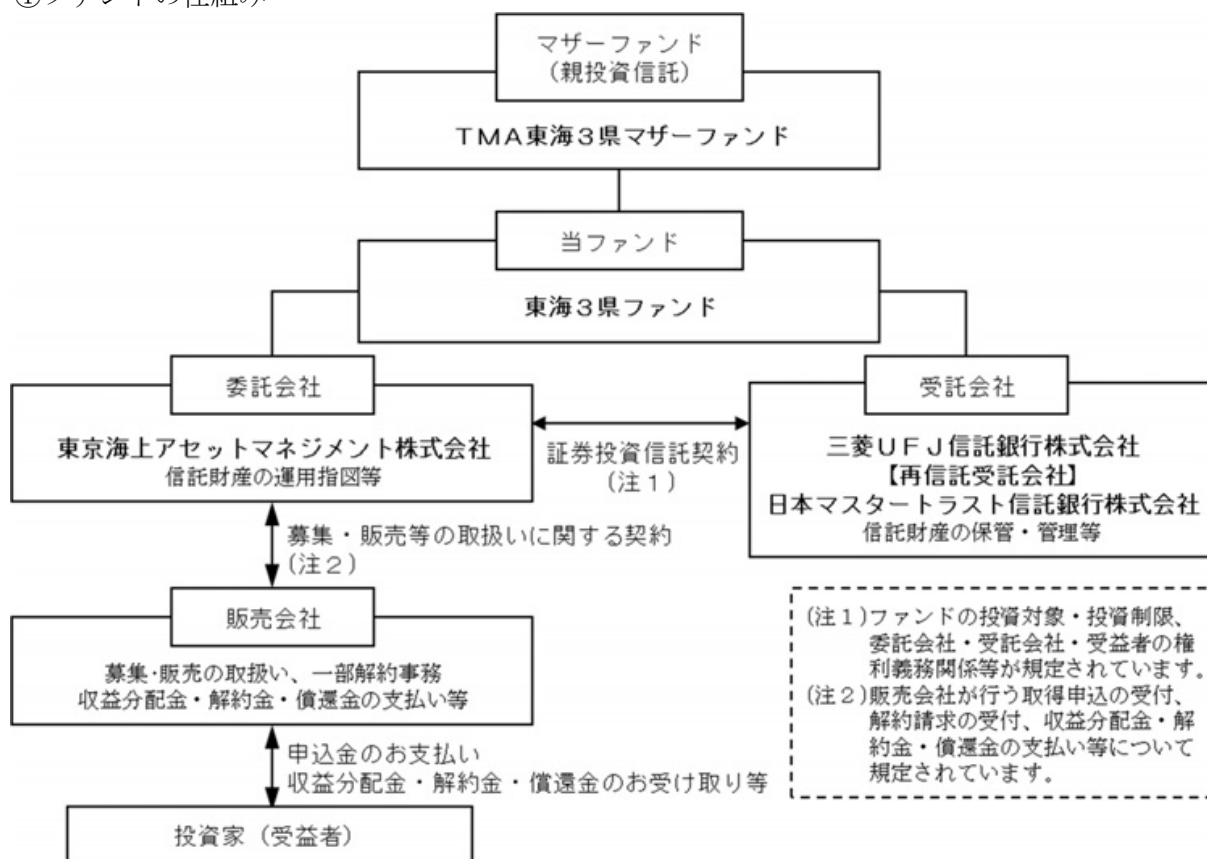 ①ファンドの仕組み
マザーファンド
(親投資信託)
TMA東海3県マザーファンド
当ファンド
東海3県ファンド
委託会社
東京海上アセットマネジメント株式会社
信託財産の運用指図等
証券投資信託契約
(注1)
受託会社
三菱UFJ信託銀行株式会社
【再信託受託会社】
日本マスタートラスト信託銀行株式会社
信託財産の保管・管理等
募集・販売等の取扱いに関する契約
(注2)
販売会社
募集・販売の取扱い、一部解約事務
収益分配金・解約金・償還金の支払い等
申込金のお支払い
収益分配金・解約金・償還金のお受け取り等
投資家(受益者)
(注1)ファンドの投資対象・投資制限、
委託会社・受託会社・受益者の権
利義務関係等が規定されています。
(注2)販売会社が行う取得申込の受付、
解約請求の受付、収益分配金・解
約金・償還金の支払い等について
規定されています。